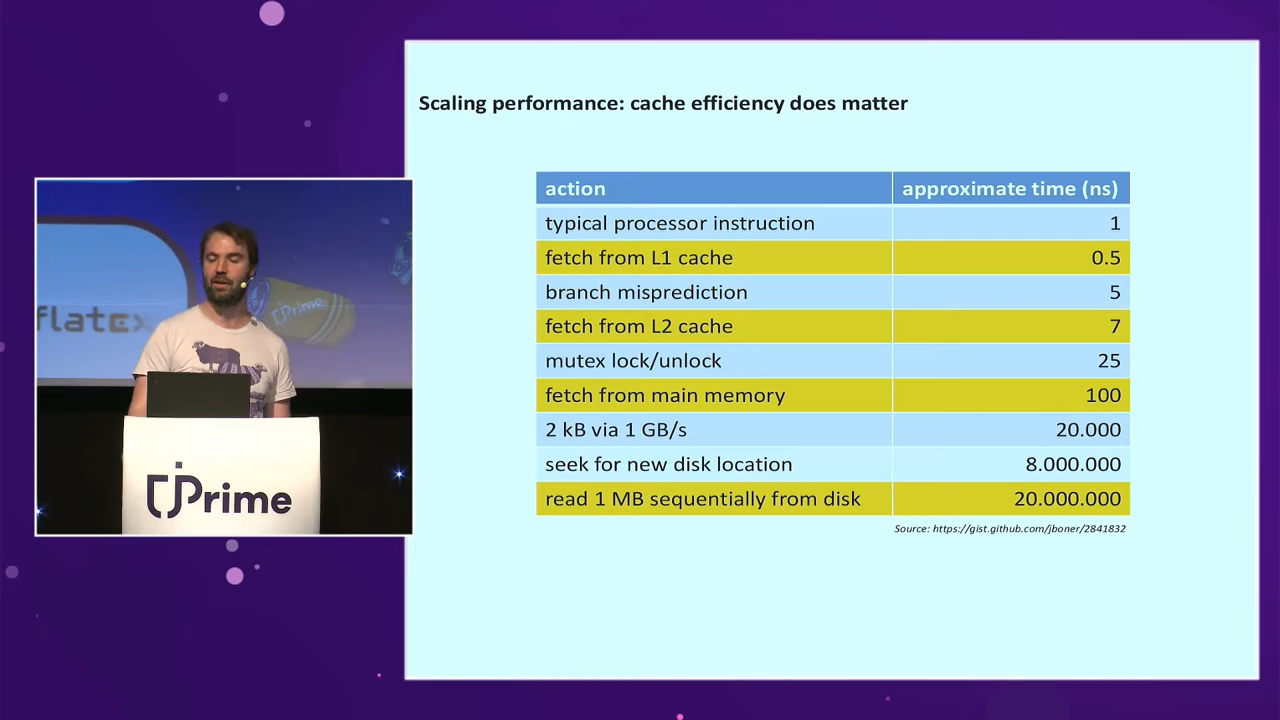 Scaling performance: cache efficiency does matter
action approximate time (ns)
typical processor instruction 1
fetch from L1 cache 0.5
branch misprediction 5
fetch from L2 cache 7
mutex lock/unlock 25
fetch from main memory 100
2 kB via 1 GB/s 20.000
seek for new disk location 8.000.000
read 1 MB sequentially from disk 20.000.000
Source: https://gist.github.com/jboner/2841832
flatex
jPrime
jPrime